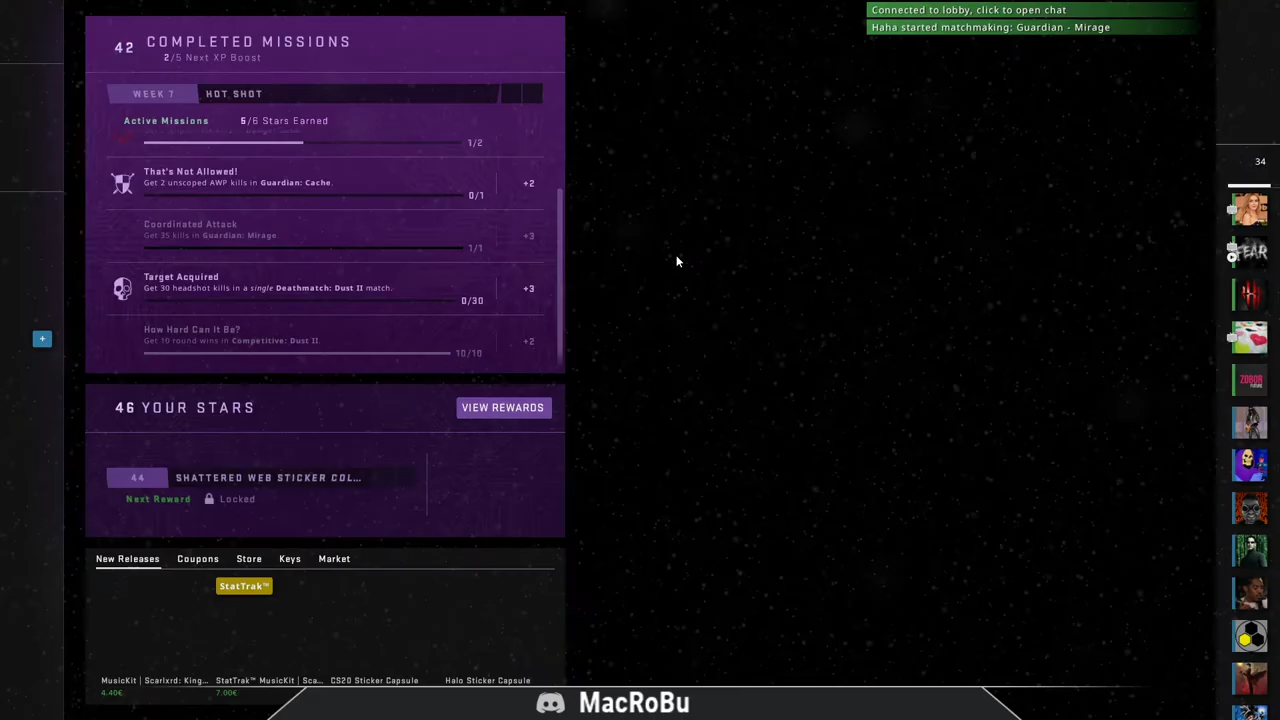 Connected to lobby, click to open chat
Haha started matchmaking: Guardian - Mirage
42 COMPLETED MISSIONS
2/5 Next XP Boost
WEEK 7 HOT SHOT
Active Missions 5/6 Stars Earned
1/2
That's Not Allowed!
Get 2 unscoped AWP kills in Guardian: Cache.
+2
0/1
Coordinated Attack
Get 35 kills in Guardian: Mirage.
+3
1/1
Target Acquired
Get 30 headshot kills in a single Deathmatch: Dust II match.
+3
0/30
How Hard Can It Be?
Get 10 round wins in Competitive: Dust II.
+2
10/10
46 YOUR STARS
VIEW REWARDS
44 SHATTERED WEB STICKER COL...
Next Reward Locked
New Releases Coupons Store Keys Market
StatTrak™
MusicKit | Scarlxrd: King... StatTrak™ MusicKit | Sca... CS20 Sticker Capsule Halo Sticker Capsule
4.40€ 7.00€
MacRoBu
34
FEAR
ZOBOR